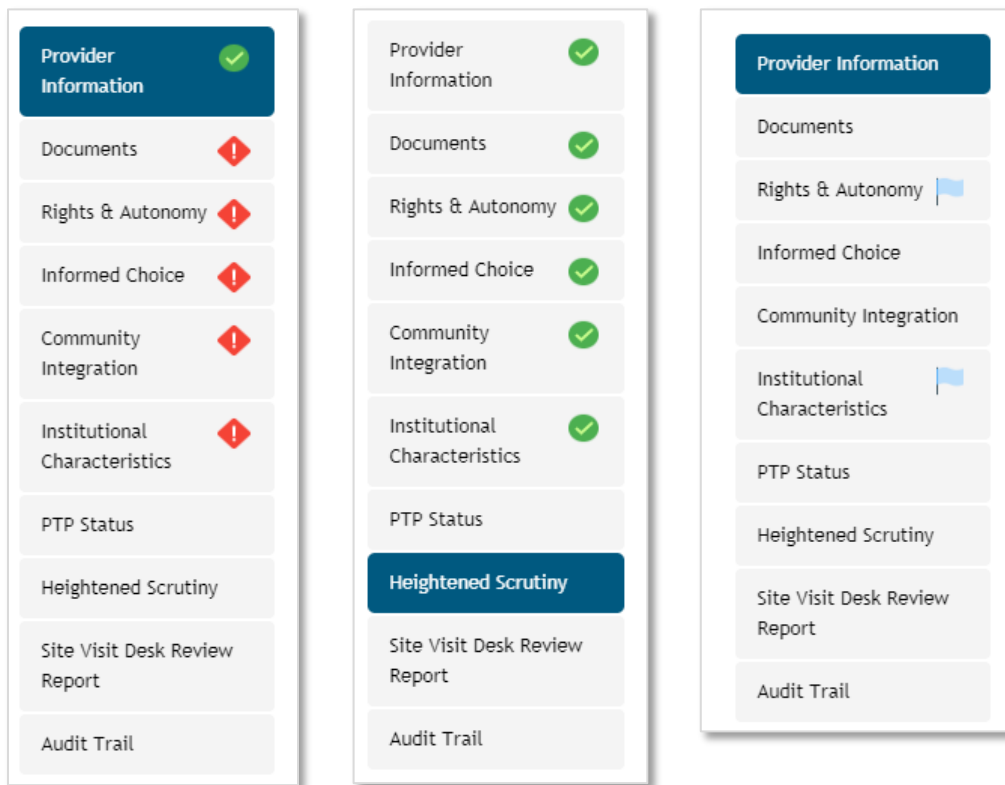 Provider
Information
Documents
Rights & Autonomy
Informed Choice
Community
Integration
Institutional
Characteristics
PTP Status
Heightened Scrutiny
Site Visit Desk Review
Report
Audit Trail
Provider
Information
Documents
Rights & Autonomy
Informed Choice
Community
Integration
Institutional
Characteristics
PTP Status
Heightened Scrutiny
Site Visit Desk Review
Report
Audit Trail
Provider Information
Documents
Rights & Autonomy
Informed Choice
Community Integration
Institutional
Characteristics
PTP Status
Heightened Scrutiny
Site Visit Desk Review
Report
Audit Trail